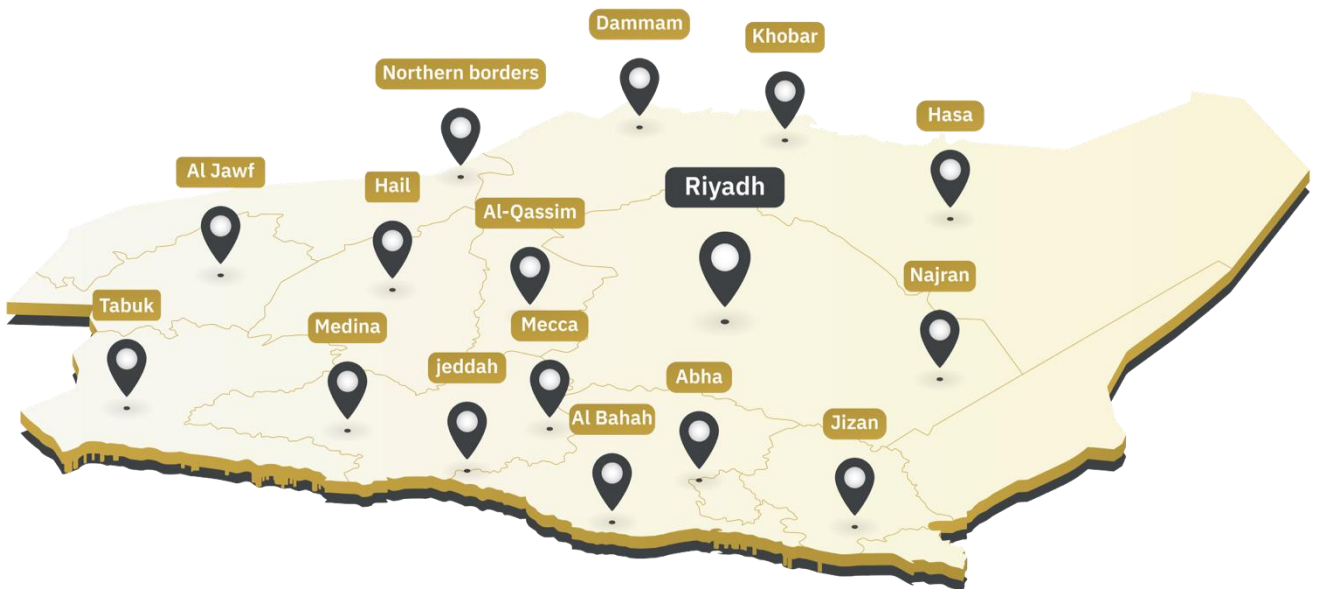 Dammam
Khobar
Northern borders
Hasa
Al Jawf
Hail
Riyadh
Al-Qassim
Najran
Tabuk
Medina
Mecca
jeddah
Abha
Al Bahah
Jizan